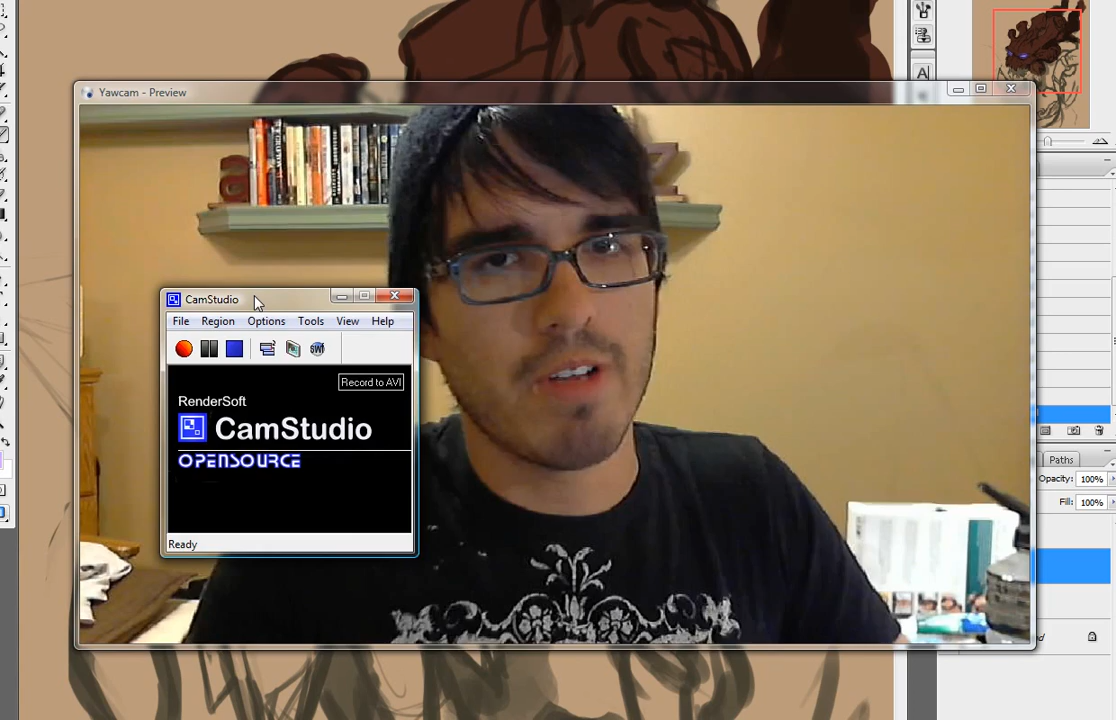 A
Yawcam - Preview
CamStudio
File Region Options Tools View Help
Record to AVI
RenderSoft
CamStudio
OPENSOURCE
Ready
Paths
Opacity: 100%
Fill: 100%